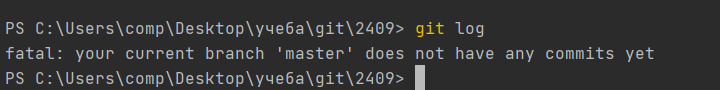 PS C:\Users\comp\Desktop\учеба\git\2409> git log
fatal: your current branch 'master' does not have any commits yet
PS C:\Users\comp\Desktop\учеба\git\2409>